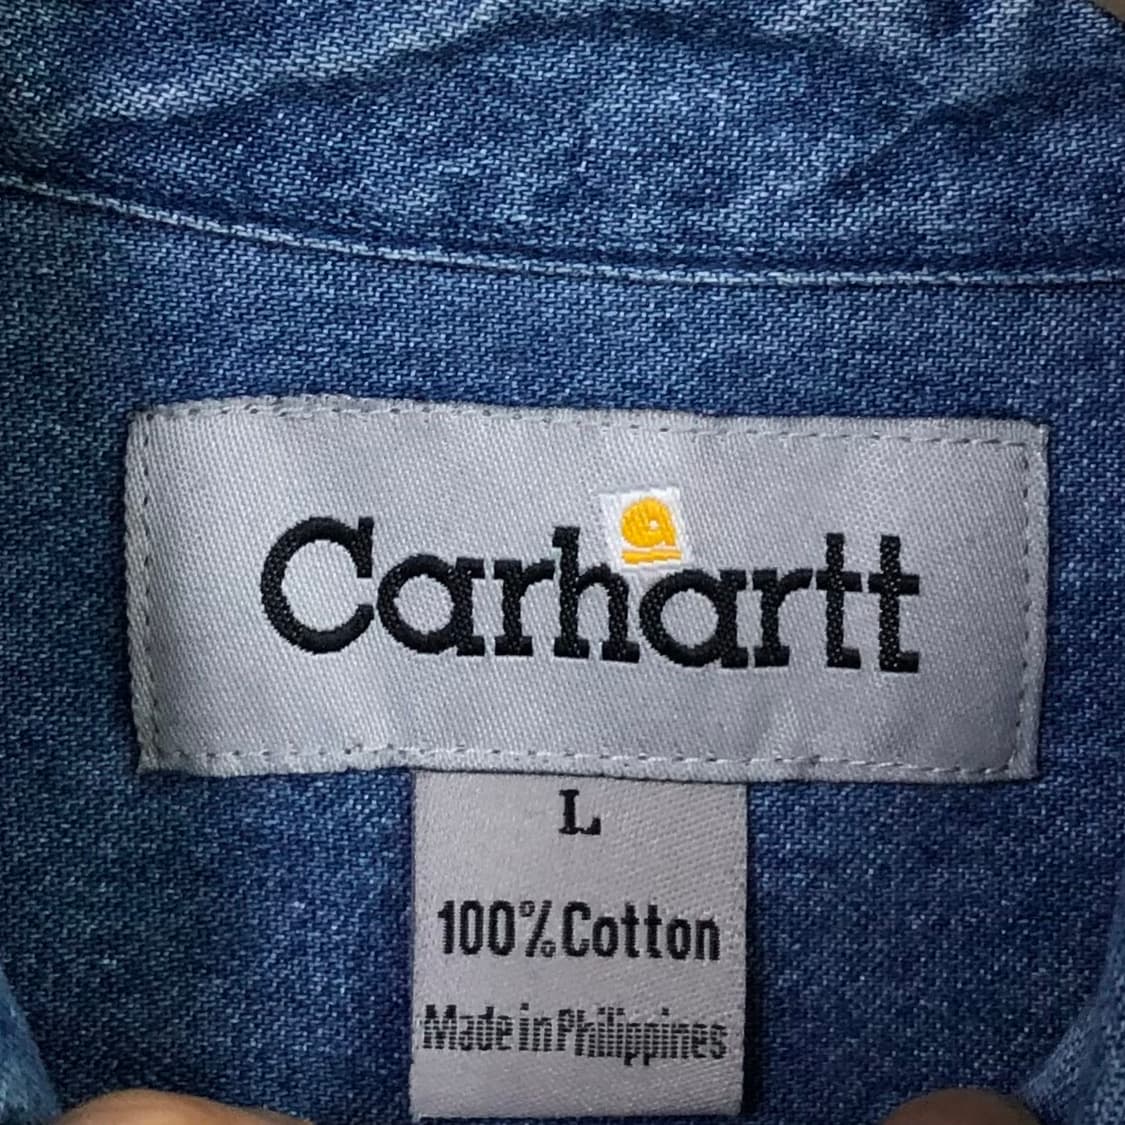 Carhartt
L
100% Cotton
Made in Philippines